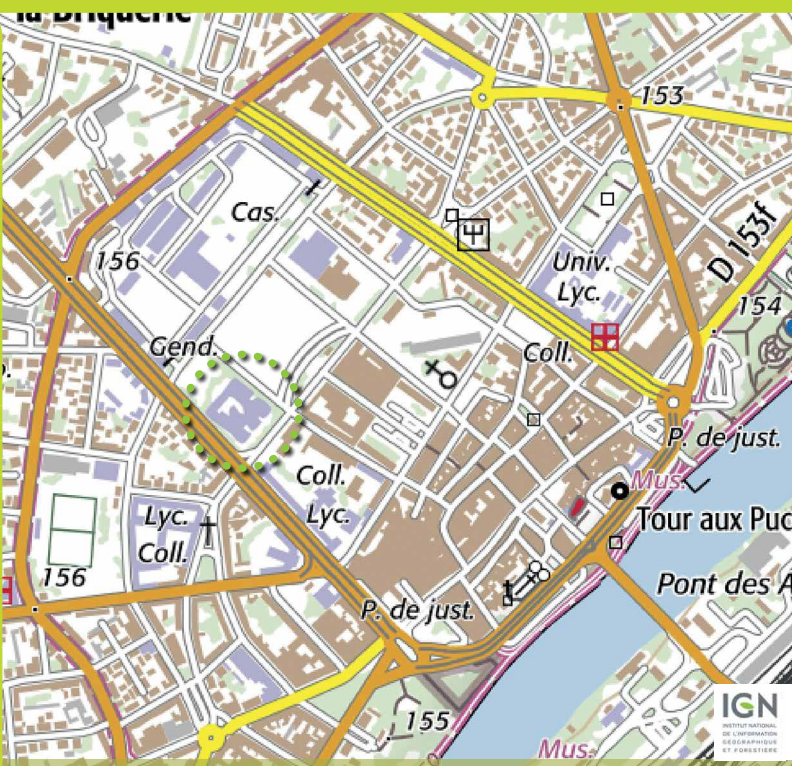 la Briquerie
153
Cas.
D 153f
156
Univ.
Lyc.
154
Gend.
Coll.
P. de just.
Coll.
Lyc.
Mus.
Lyc.
Coll.
Tour aux Puc
156
Pont des A
P. de just.
155
Mus.
IGN
INSTITUT NATIONAL
DE L'INFORMATION
GÉOGRAPHIQUE
ET FORESTIÈRE